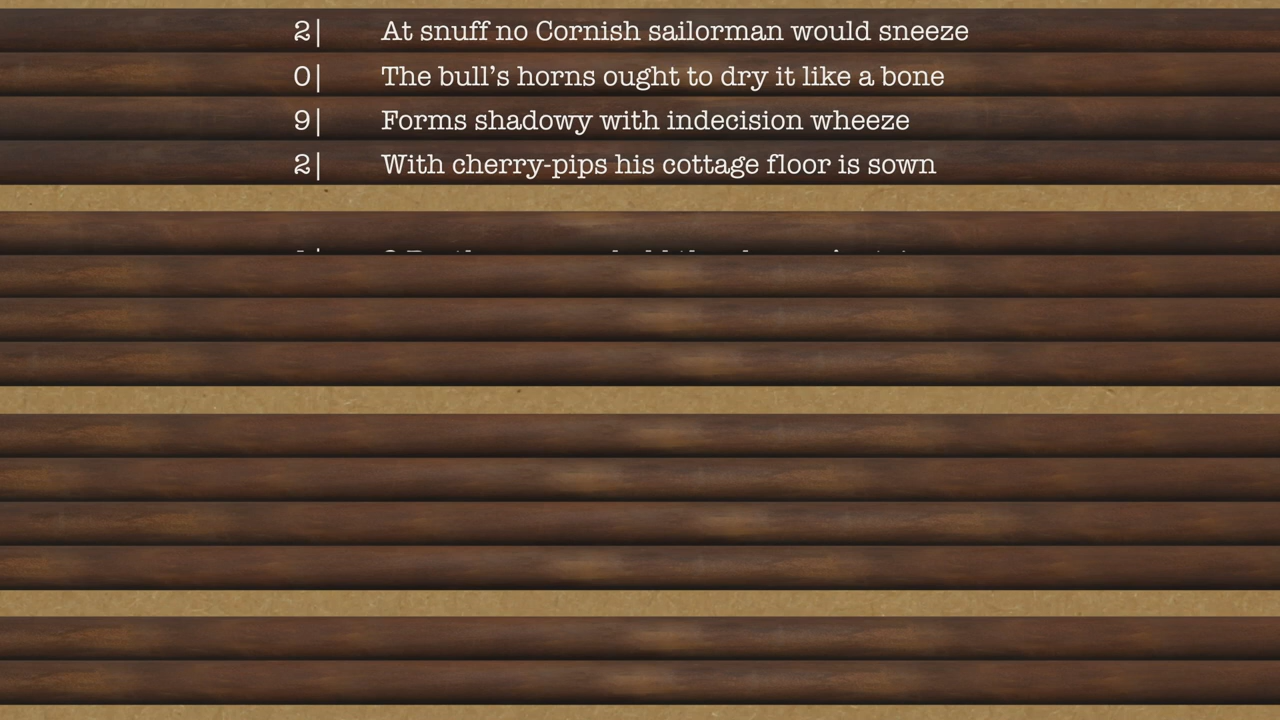 2| At snuff no Cornish sailorman would sneeze
0| The bull’s horns ought to dry it like a bone
9| Forms shadowy with indecision wheeze
2| With cherry-pips his cottage floor is sown